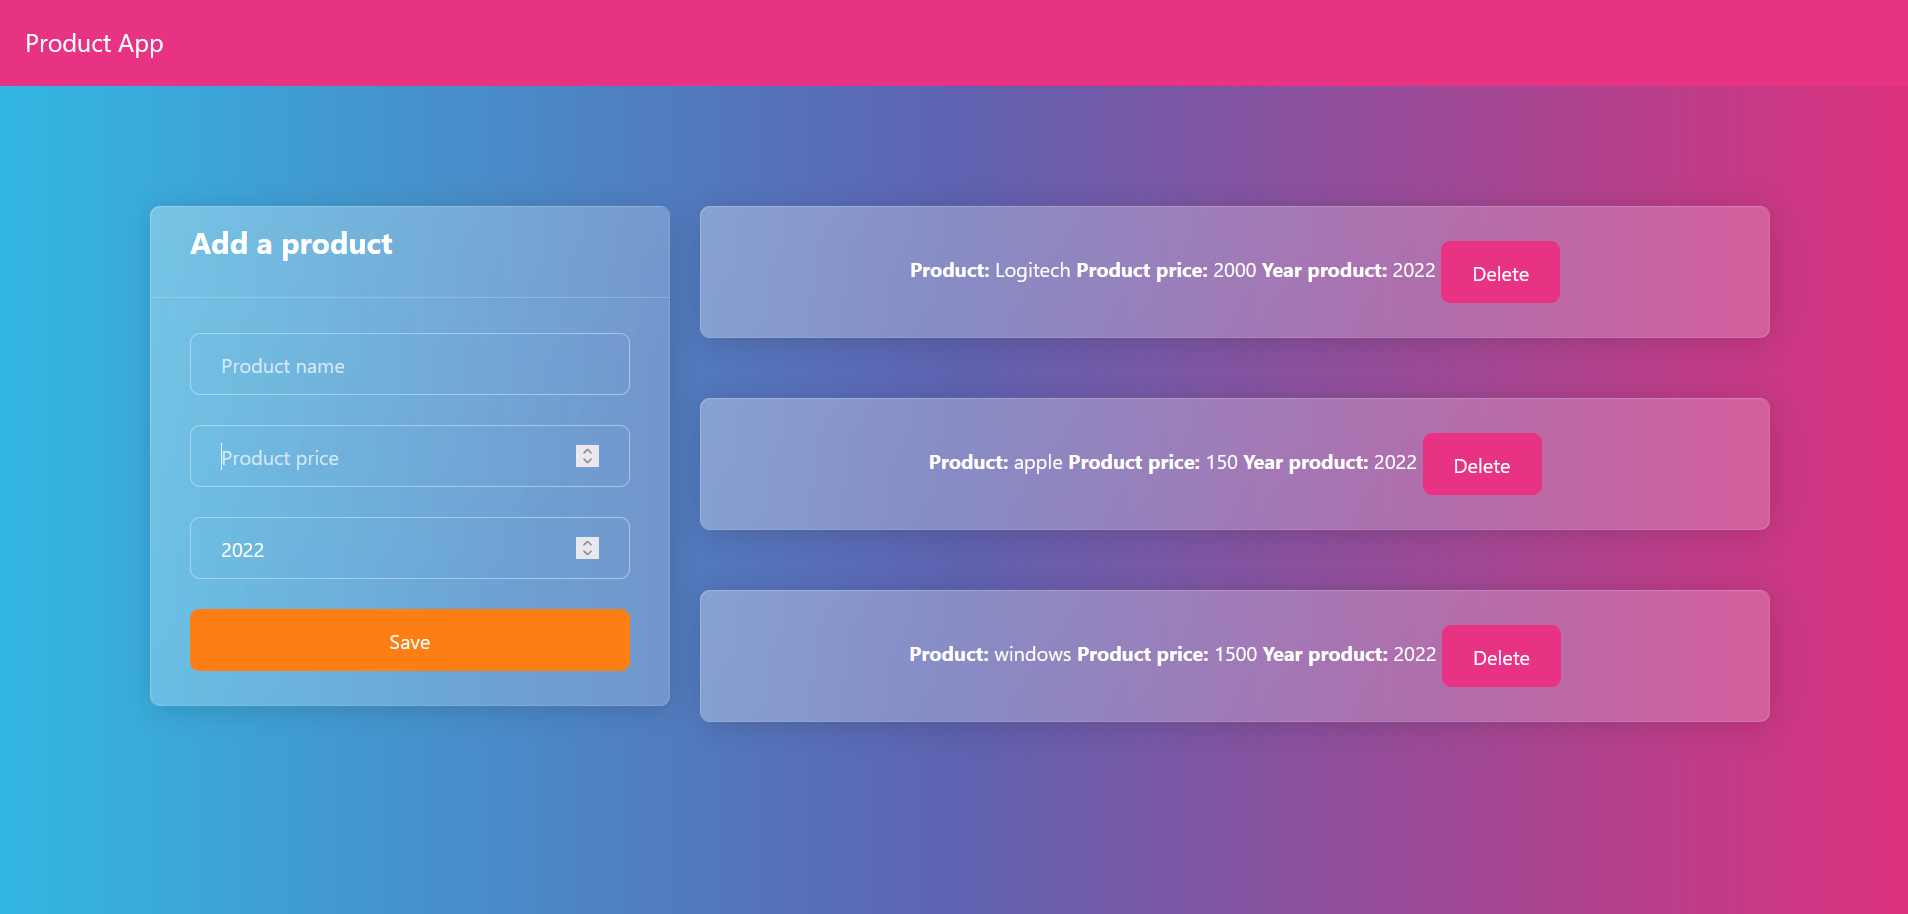 Product App
Add a product
Product name
Product price
2022
Save
Product: Logitech Product price: 2000 Year product: 2022 Delete
Product: apple Product price: 150 Year product: 2022 Delete
Product: windows Product price: 1500 Year product: 2022 Delete